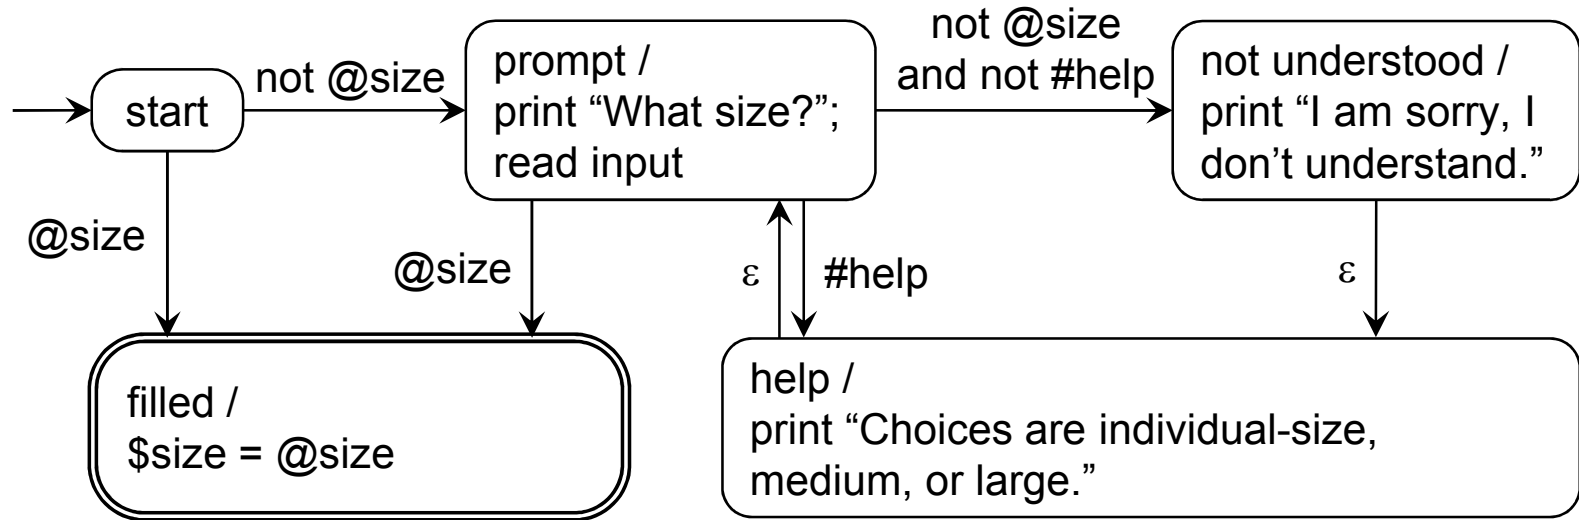 start
not @size
prompt /
print “What size?”;
read input
not @size
and not #help
not understood /
print “I am sorry, I
don’t understand.”
@size
@size
ε
#help
ε
filled /
$size = @size
help /
print “Choices are individual-size,
medium, or large.”